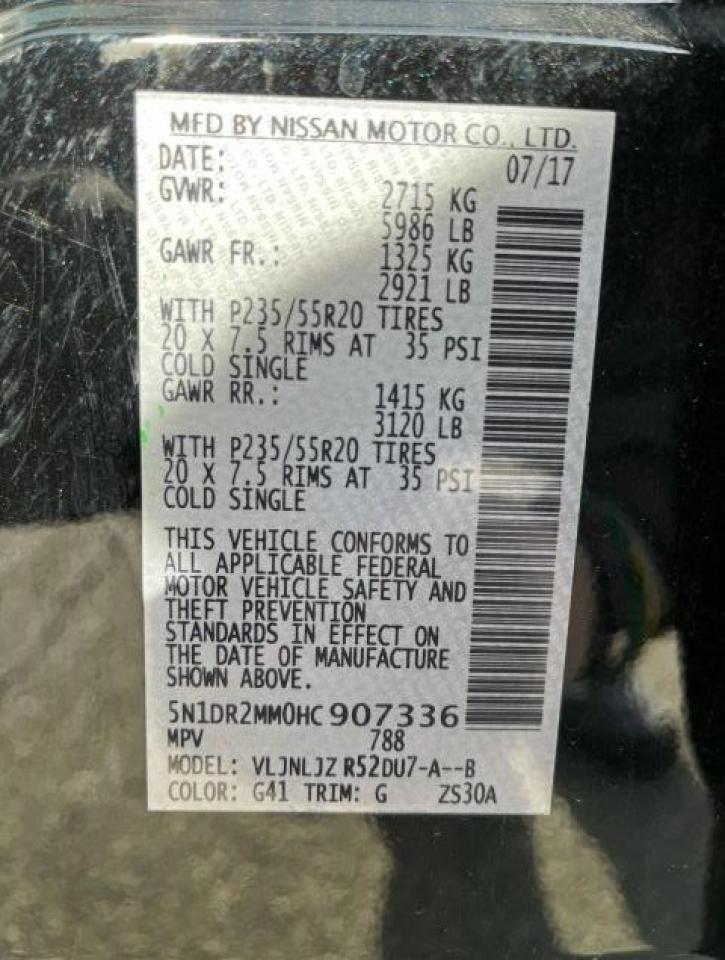 MFD BY NISSAN MOTOR CO., LTD.
DATE: 07/17
GVWR: 2715 KG
5986 LB
GAWR FR.: 1325 KG
2921 LB
WITH P235/55R20 TIRES
20 X 7.5 RIMS AT 35 PSI
COLD SINGLE
GAWR RR.: 1415 KG
3120 LB
WITH P235/55R20 TIRES
20 X 7.5 RIMS AT 35 PSI
COLD SINGLE
THIS VEHICLE CONFORMS TO
ALL APPLICABLE FEDERAL
MOTOR VEHICLE SAFETY AND
THEFT PREVENTION
STANDARDS IN EFFECT ON
THE DATE OF MANUFACTURE
SHOWN ABOVE.
5N1DR2MM0HC907336
MPV 788
MODEL: VLJNLJZ R52DU7-A--B
COLOR: G41 TRIM: G ZS30A